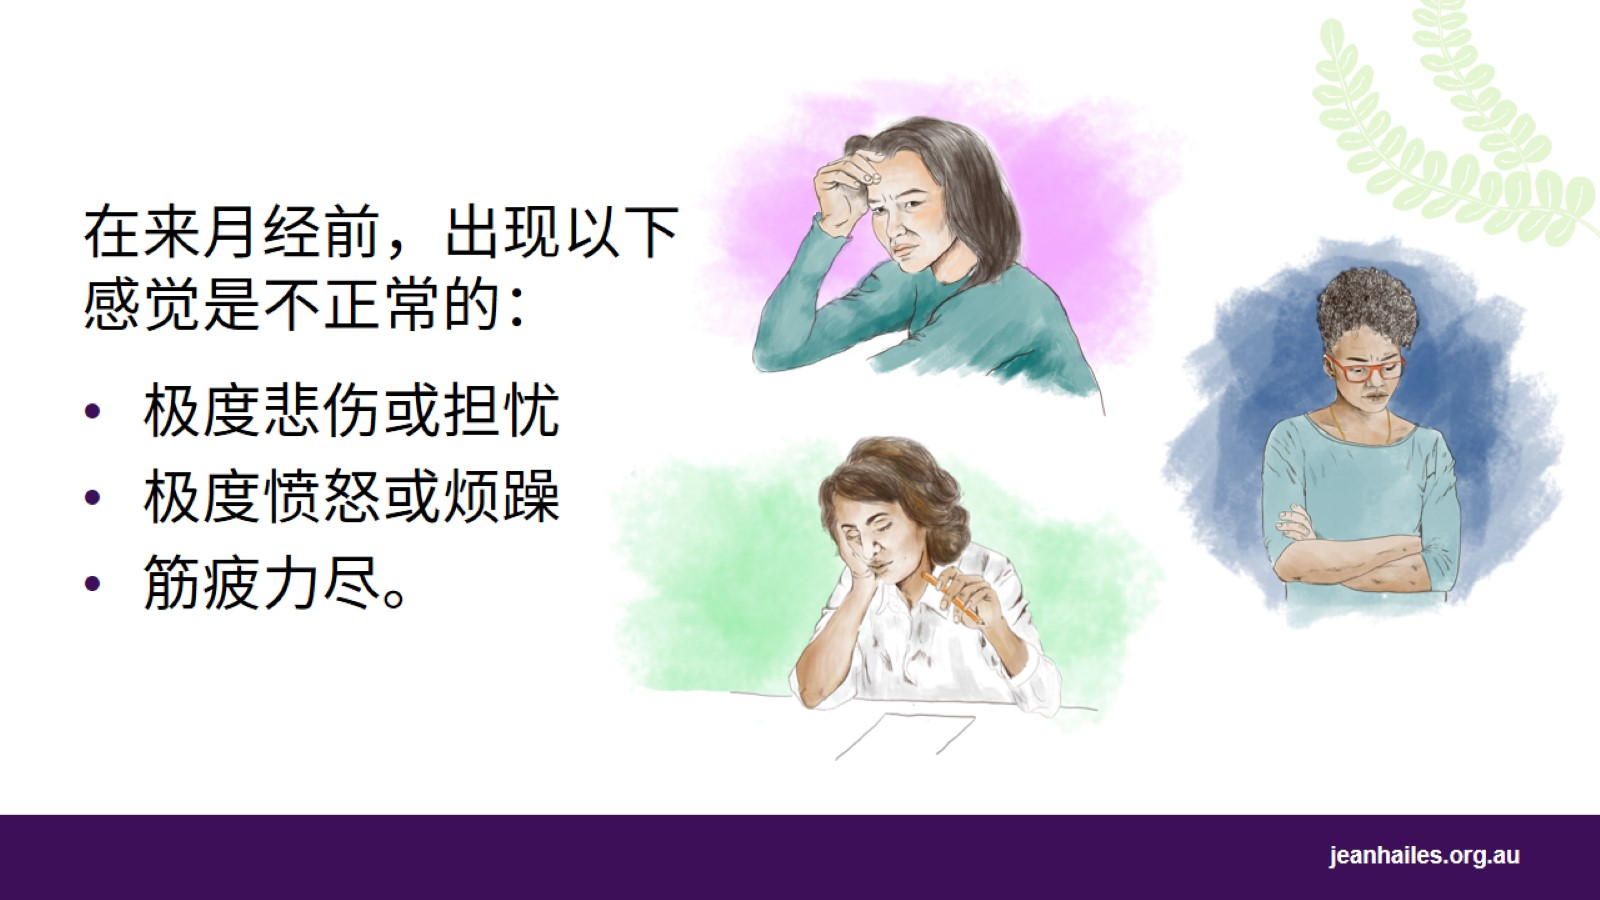 在来月经前，出现以下
感觉是不正常的：
• 极度悲伤或担忧
• 极度愤怒或烦躁
• 筋疲力尽。
jeanhailes.org.au